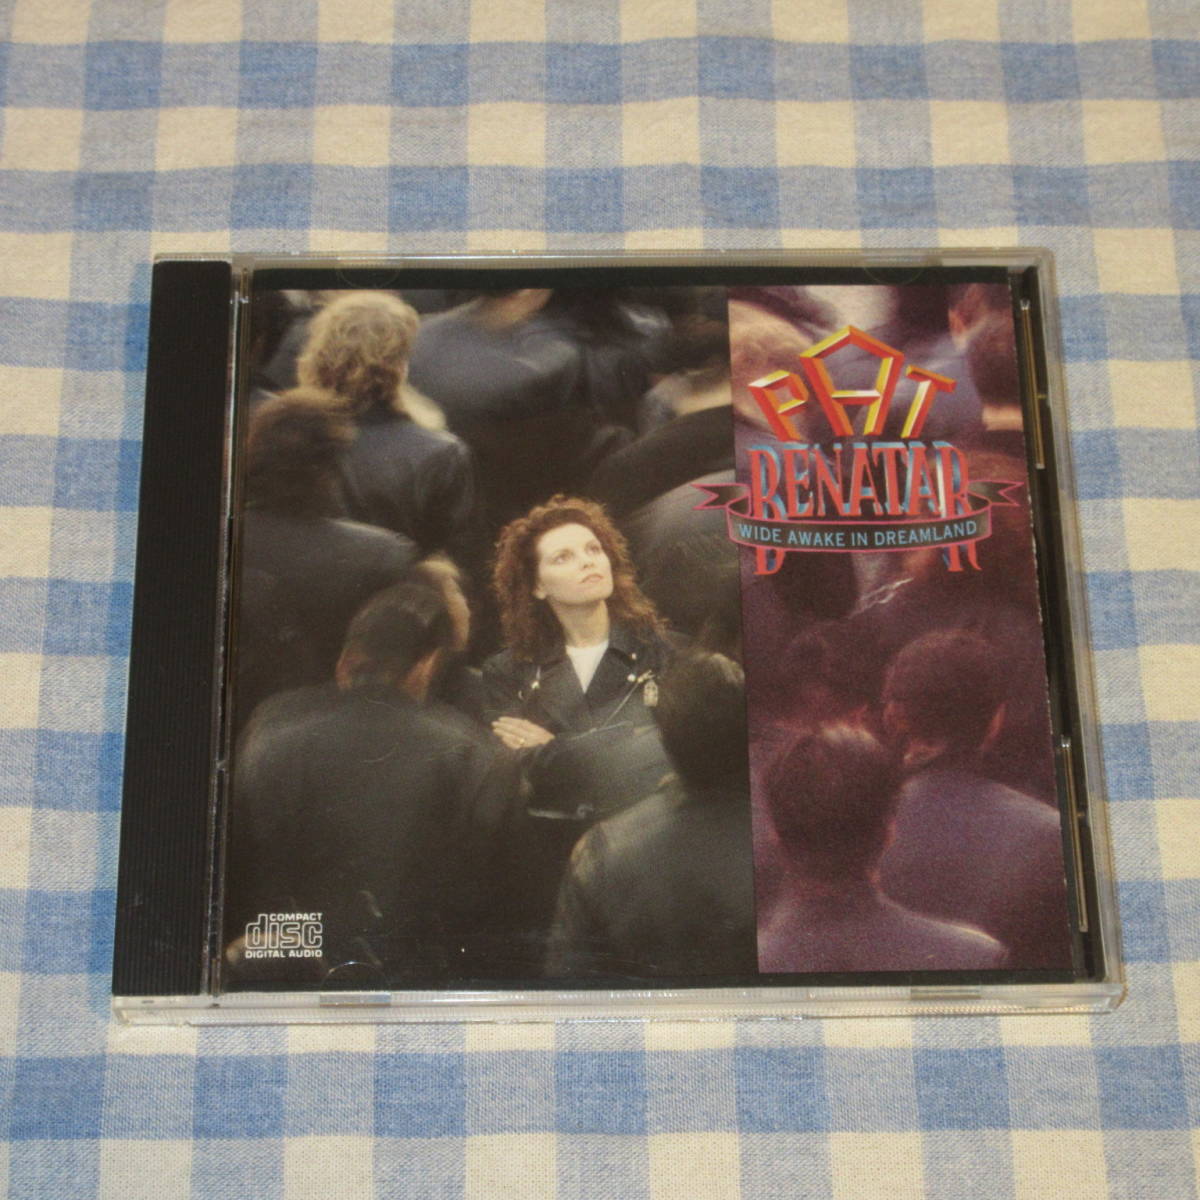 PAT
BENATAR
WIDE AWAKE IN DREAMLAND
COMPACT
disc
DIGITAL AUDIO